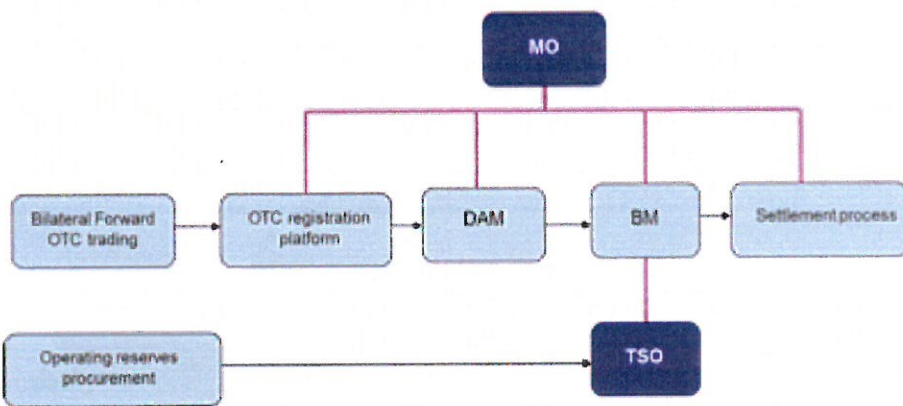 MO
Bilateral Forward
OTC trading
OTC registration
platform
DAM
BM
Settlement process
Operating reserves
procurement
TSO